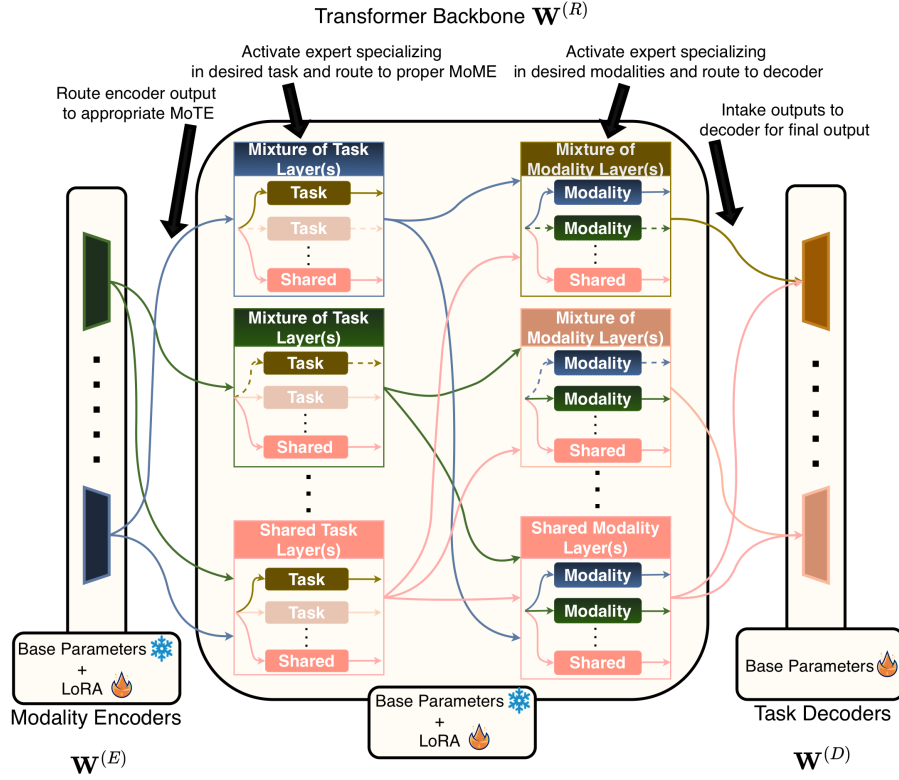 Transformer Backbone W^(R)
Activate expert specializing
in desired task and route to proper MoME
Activate expert specializing
in desired modalities and route to decoder
Route encoder output
to appropriate MoTE
Intake outputs to
decoder for final output
Mixture of Task
Layer(s)
Task
Task
Shared
Mixture of
Modality Layer(s)
Modality
Modality
Shared
Mixture of Task
Layer(s)
Task
Task
Shared
Mixture of
Modality Layer(s)
Modality
Modality
Shared
Shared Task
Layer(s)
Task
Task
Shared
Shared Modality
Layer(s)
Modality
Modality
Shared
Base Parameters
+
LoRA
Modality Encoders
W^(E)
Base Parameters
+
LoRA
Base Parameters
Task Decoders
W^(D)